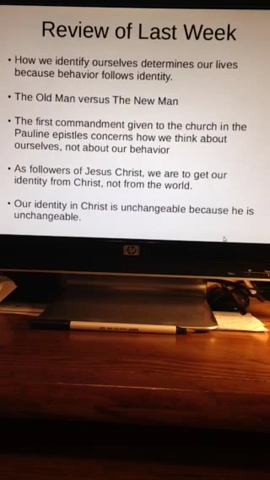 Review of Last Week
• How we identify ourselves determines our lives
because behavior follows identity.
• The Old Man versus The New Man
• The first commandment given to the church in the
Pauline epistles concerns how we think about
ourselves, not about our behavior
• As followers of Jesus Christ, we are to get our
identity from Christ, not from the world.
• Our identity in Christ is unchangeable because he is
unchangeable.
hp